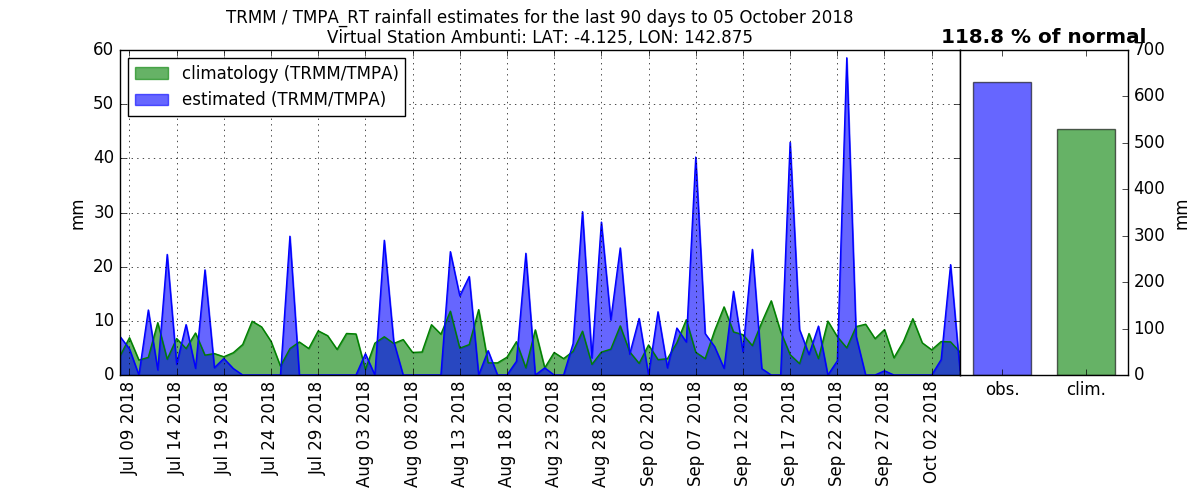 TRMM / TMPA_RT rainfall estimates for the last 90 days to 05 October 2018
Virtual Station Ambunti: LAT: -4.125, LON: 142.875
118.8 % of normal
climatology (TRMM/TMPA)
estimated (TRMM/TMPA)
60
50
40
30
20
10
0
mm
Jul 09 2018
Jul 14 2018
Jul 19 2018
Jul 24 2018
Jul 29 2018
Aug 03 2018
Aug 08 2018
Aug 13 2018
Aug 18 2018
Aug 23 2018
Aug 28 2018
Sep 02 2018
Sep 07 2018
Sep 12 2018
Sep 17 2018
Sep 22 2018
Sep 27 2018
Oct 02 2018
obs.
clim.
700
600
500
400
300
200
100
0
mm